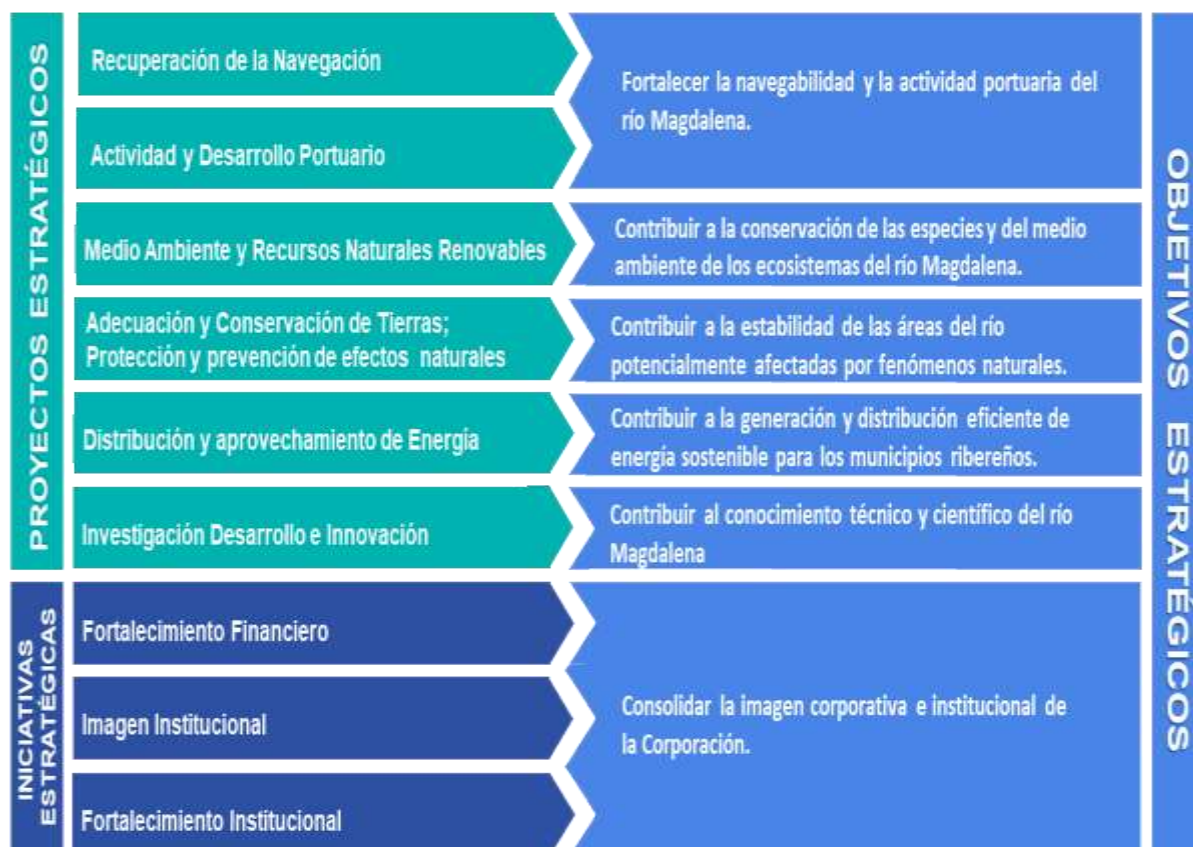 PROYECTOS ESTRATÉGICOS
Recuperación de la Navegación
Actividad y Desarrollo Portuario
Fortalecer la navegabilidad y la actividad portuaria del
río Magdalena.
Medio Ambiente y Recursos Naturales Renovables
Contribuir a la conservación de las especies y del medio
ambiente de los ecosistemas del río Magdalena.
Adecuación y Conservación de Tierras;
Protección y prevención de efectos naturales
Contribuir a la estabilidad de las áreas del río
potencialmente afectadas por fenómenos naturales.
Distribución y aprovechamiento de Energía
Contribuir a la generación y distribución eficiente de
energía sostenible para los municipios ribereños.
Investigación Desarrollo e Innovación
Contribuir al conocimiento técnico y científico del río
Magdalena
INICIATIVAS
ESTRATÉGICAS
Fortalecimiento Financiero
Imagen Institucional
Fortalecimiento Institucional
Consolidar la imagen corporativa e institucional de
la Corporación.
OBJETIVOS ESTRATÉGICOS